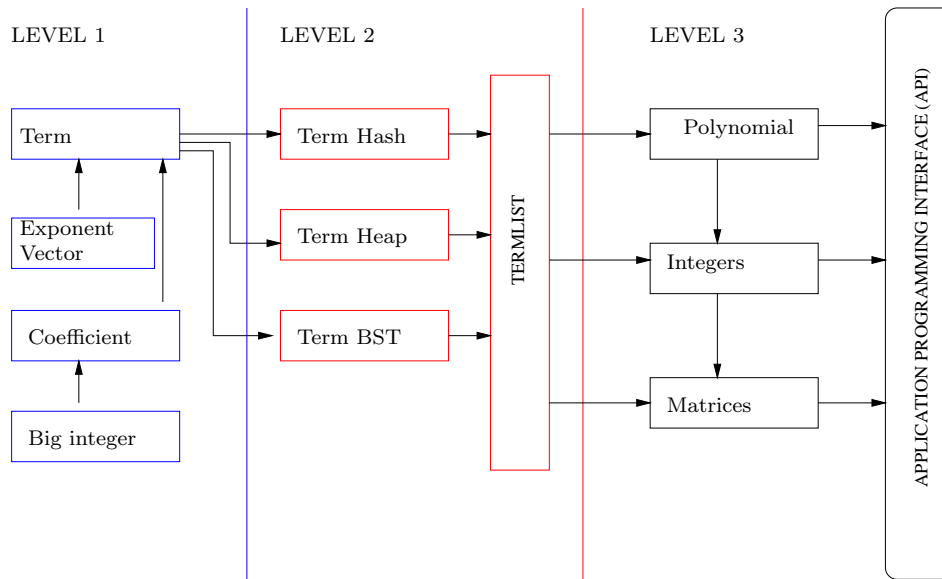 LEVEL 1
Term
Exponent
Vector
Coefficient
Big integer
LEVEL 2
Term Hash
Term Heap
Term BST
TERMLIST
LEVEL 3
Polynomial
Integers
Matrices
APPLICATION PROGRAMMING INTERFACE (API)